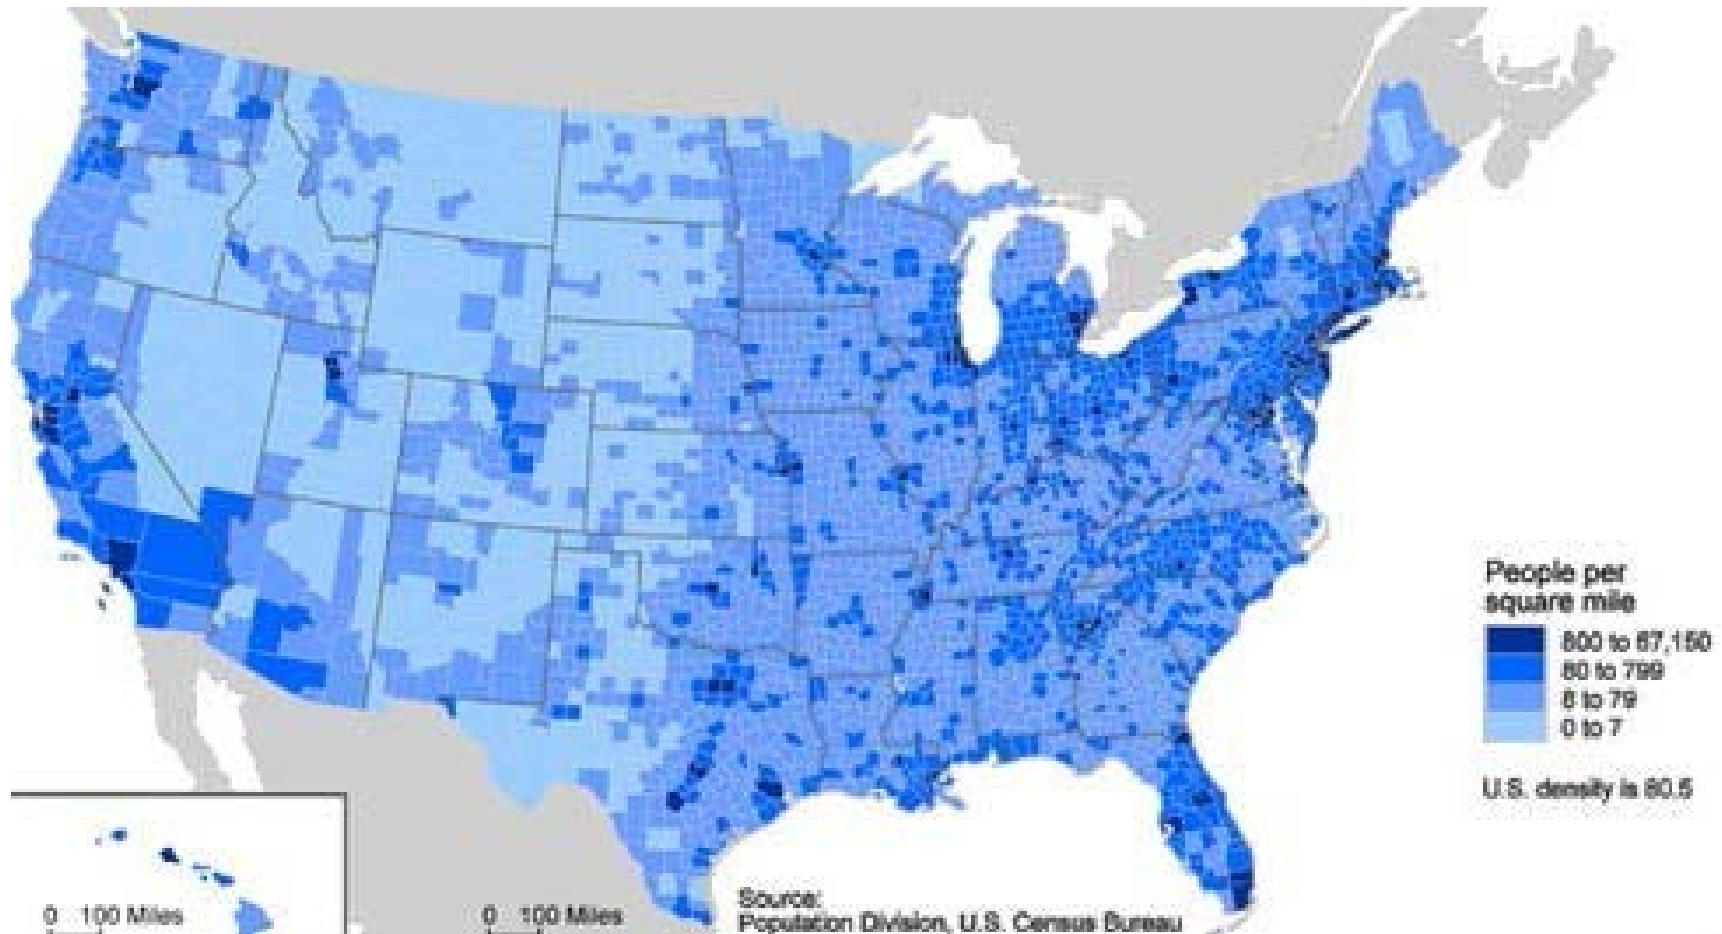 People per
square mile
800 to 67,150
80 to 799
8 to 79
0 to 7
U.S. density is 80.5
0 100 Miles
0 100 Miles
Source:
Population Division, U.S. Census Bureau